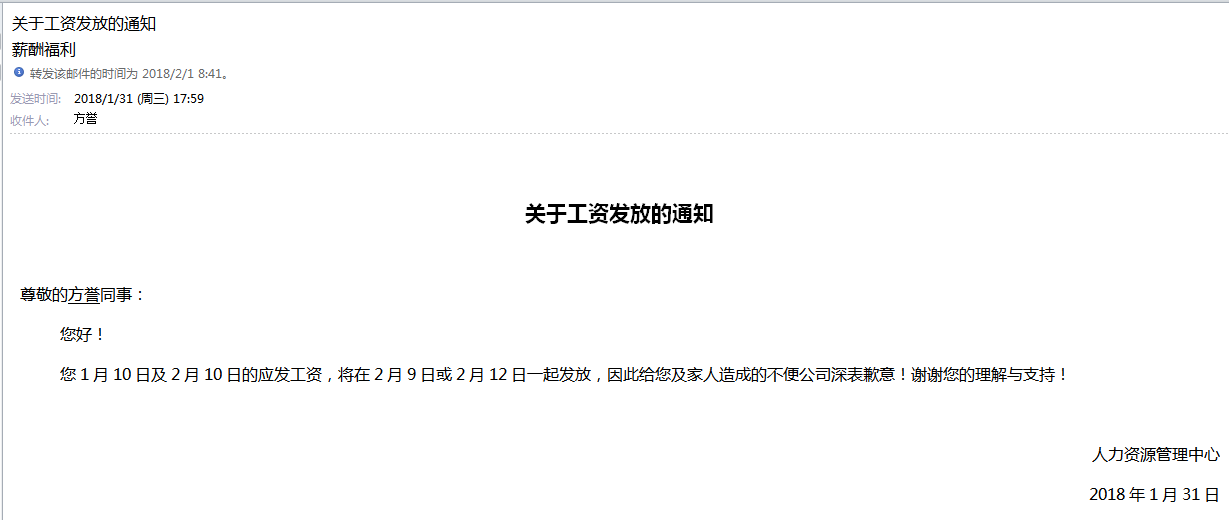 关于工资发放的通知
薪酬福利
转发该邮件的时间为 2018/2/1 8:41。
发送时间: 2018/1/31 (周三) 17:59
收件人: 方誉
关于工资发放的通知
尊敬的方誉同事：
您好！
您 1 月 10 日及 2 月 10 日的应发工资，将在 2 月 9 日或 2 月 12 日一起发放，因此给您及家人造成的不便公司深表歉意！谢谢您的理解与支持！
人力资源管理中心
2018 年 1 月 31 日